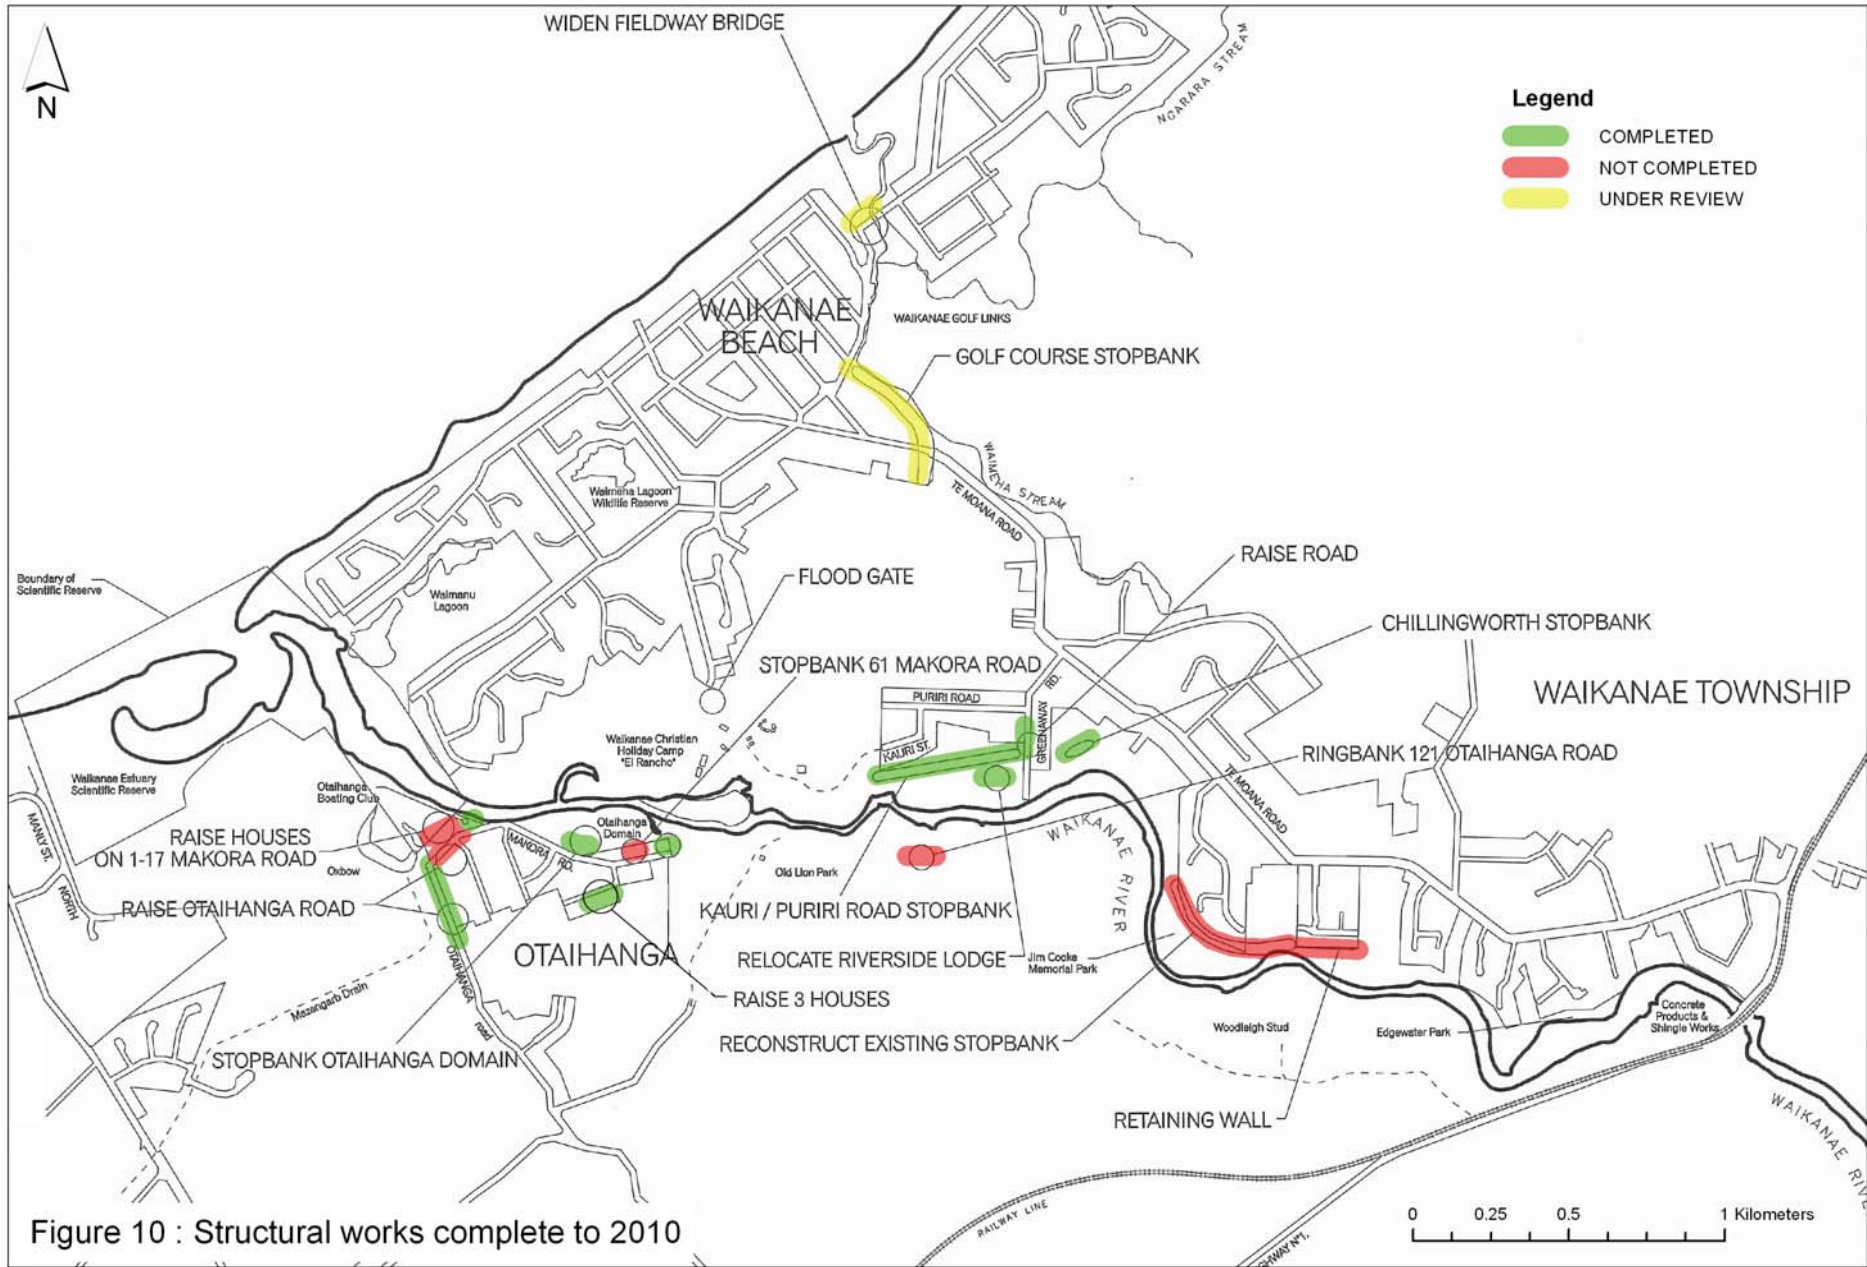 WIDEN FIELDWAY BRIDGE
N
NGARARA STREAM
Legend
COMPLETED
NOT COMPLETED
UNDER REVIEW
WAIKANAE
BEACH
WAIKANAE GOLF LINKS
GOLF COURSE STOPBANK
WAIMEHA STREAM
TE MOANA ROAD
Waimeha Lagoon
Wildlife Reserve
Boundary of
Scientific Reserve
Waimanu
Lagoon
FLOOD GATE
RAISE ROAD
CHILLINGWORTH STOPBANK
STOPBANK 61 MAKORA ROAD
WAIKANAE TOWNSHIP
PURIRI ROAD
RD.
GREENAWAY
KAURI ST.
Waikanae Christian
Holiday Camp
"El Rancho"
RINGBANK 121 OTAIHANGA ROAD
TE MOANA ROAD
Waikanae Estuary
Scientific Reserve
Otaihanga
Boating Club
MANLY ST.
NORTH
RAISE HOUSES
ON 1-17 MAKORA ROAD
Oxbow
MAKORA RD.
Otaihanga
Domain
Old Lion Park
WAIKANAE RIVER
RAISE OTAIHANGA ROAD
KAURI / PURIRI ROAD STOPBANK
OTAIHANGA
OTAIHANGA road
RELOCATE RIVERSIDE LODGE
Jim Cooke
Memorial Park
RAISE 3 HOUSES
Mazengarb Drain
Woodleigh Stud
Edgewater Park
Concrete
Products &
Shingle Works
RECONSTRUCT EXISTING STOPBANK
STOPBANK OTAIHANGA DOMAIN
RETAINING WALL
WAIKANAE RIVE
RAILWAY LINE
GHWAY Nº1.
0 0.25 0.5 1 Kilometers
Figure 10 : Structural works complete to 2010